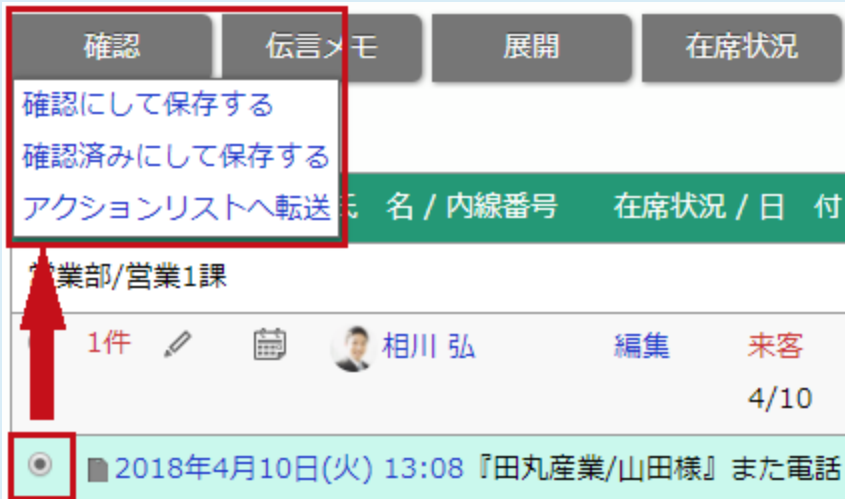 確認 伝言メモ 展開 在席状況
確認にして保存する
確認済みにして保存する
アクションリストへ転送
氏 名 / 内線番号 在席状況 / 日 付
営業部/営業1課
1件 相川 弘 編集 来客
4/10
2018年4月10日(火) 13:08『田丸産業/山田様』また電話